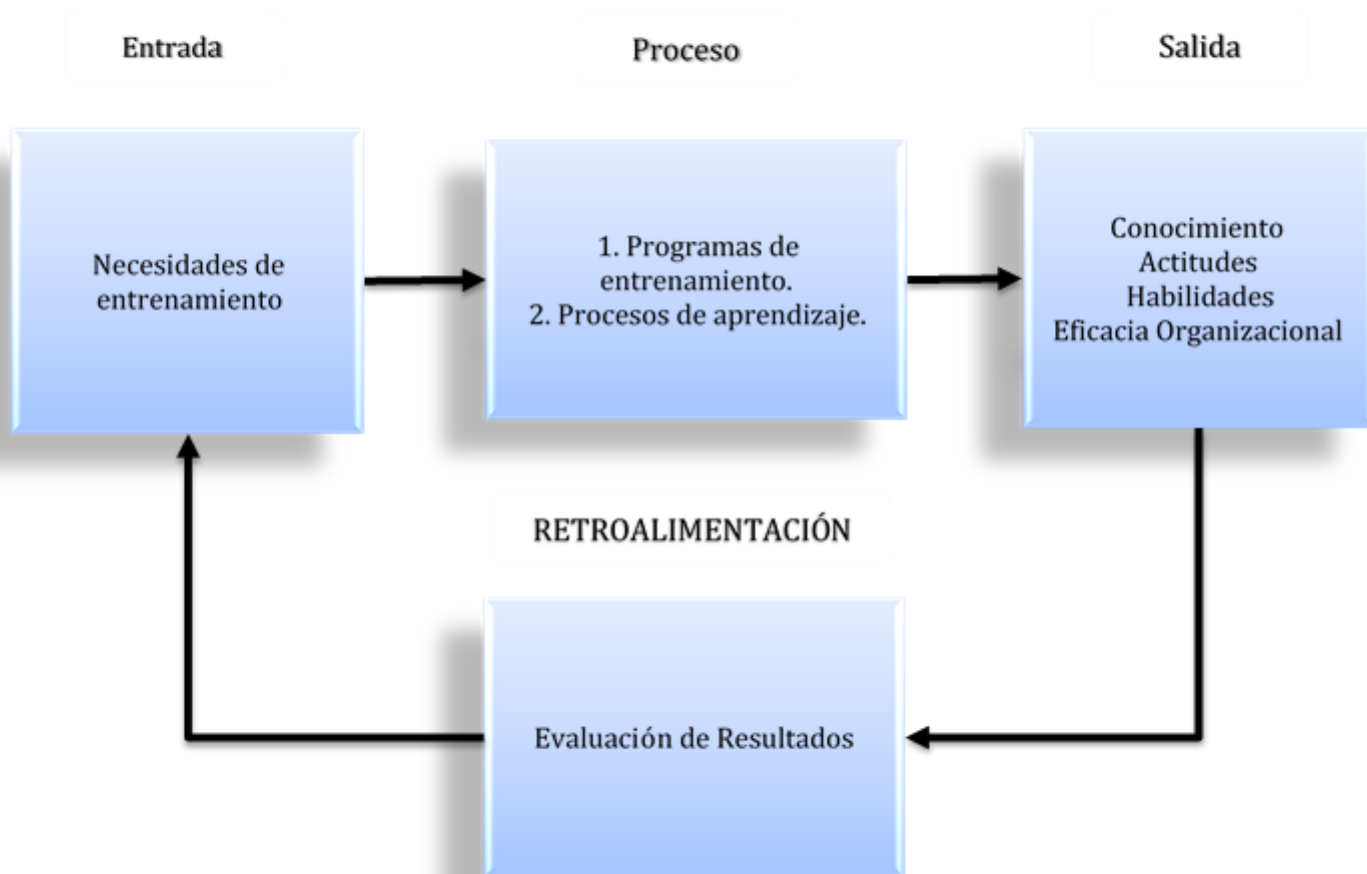 Entrada
Proceso
Salida
Necesidades de
entrenamiento
1. Programas de
entrenamiento.
2. Procesos de aprendizaje.
Conocimiento
Actitudes
Habilidades
Eficacia Organizacional
RETROALIMENTACIÓN
Evaluación de Resultados